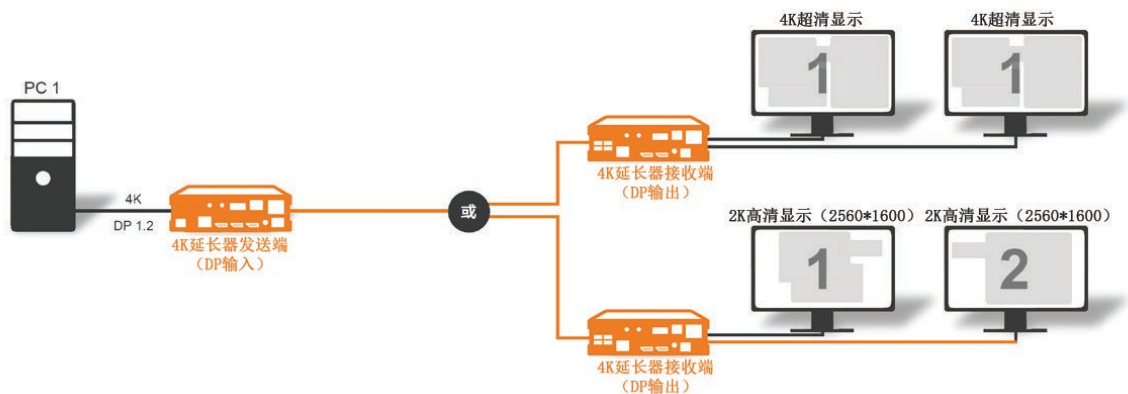 4K超清显示
4K超清显示
1
1
PC 1
4K
DP 1.2
4K延长器发送端
（DP输入）
或
4K延长器接收端
（DP输出）
2K高清显示（2560*1600）
2K高清显示（2560*1600）
1
2
4K延长器接收端
（DP输出）